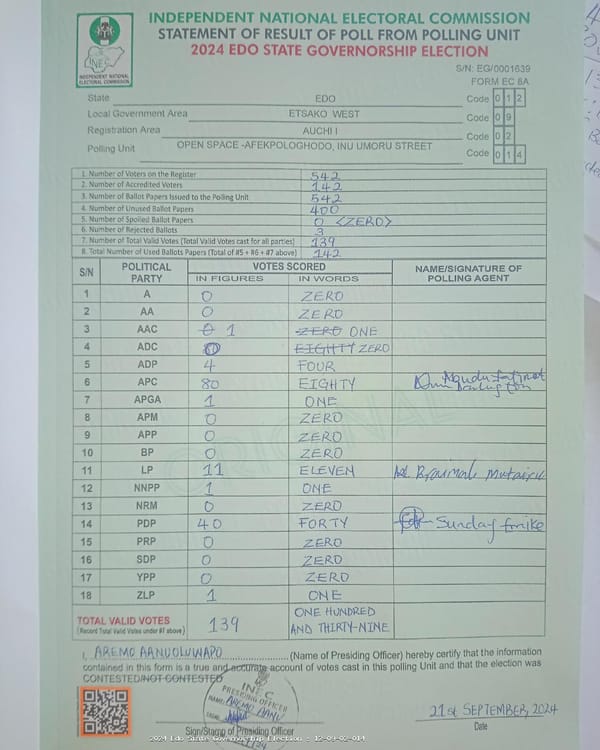 INDEPENDENT NATIONAL ELECTORAL COMMISSION
STATEMENT OF RESULT OF POLL FROM POLLING UNIT
2024 EDO STATE GOVERNORSHIP ELECTION
INEC
INDEPENDENT NATIONAL
ELECTORAL COMMISSION
S/N: EG/0001639
FORM EC 8A
State EDO Code 0 1 2
Local Government Area ETSAKO WEST Code 0 9
Registration Area AUCHI I Code 0 2
Polling Unit OPEN SPACE -AFEKPOLOGHODO, INU UMORU STREET Code 0 1 4
1. Number of Voters on the Register 542
2. Number of Accredited Voters 142
3. Number of Ballot Papers Issued to the Polling Unit 542
4. Number of Unused Ballot Papers 400
5. Number of Spoiled Ballot Papers 0 <ZERO>
6. Number of Rejected Ballots 3
7. Number of Total Valid Votes (Total Valid Votes cast for all parties) 139
8. Total Number of Used Ballots Papers (Total of #5 + #6 + #7 above) 142
S/N POLITICAL PARTY VOTES SCORED NAME/SIGNATURE OF POLLING AGENT
IN FIGURES IN WORDS
1 A 0 ZERO
2 AA 0 ZERO
3 AAC 0 1 ZERO ONE
4 ADC 0 EIGHTY ZERO
5 ADP 4 FOUR
6 APC 80 EIGHTY
7 APGA 1 ONE
8 APM 0 ZERO
9 APP 0 ZERO
10 BP 0 ZERO
11 LP 11 ELEVEN
12 NNPP 1 ONE
13 NRM 0 ZERO
14 PDP 40 FORTY Sunday
15 PRP 0 ZERO
16 SDP 0 ZERO
17 YPP 0 ZERO
18 ZLP 1 ONE
TOTAL VALID VOTES 139 ONE HUNDRED
(Record Total Valid Votes under #7 above) AND THIRTY-NINE
ORIGINAL
I, AREMO AANUOLUWAPO (Name of Presiding Officer) hereby certify that the information
contained in this form is a true and accurate account of votes cast in this polling Unit and that the election was
CONTESTED/NOT CONTESTED
INEC
PRESIDING OFFICER
NAME: AREMO AANU
21st SEPTEMBER, 2024
Sign/Stamp of Presiding Officer Date
2024 Edo State Governorship Election - 12-09-02-014